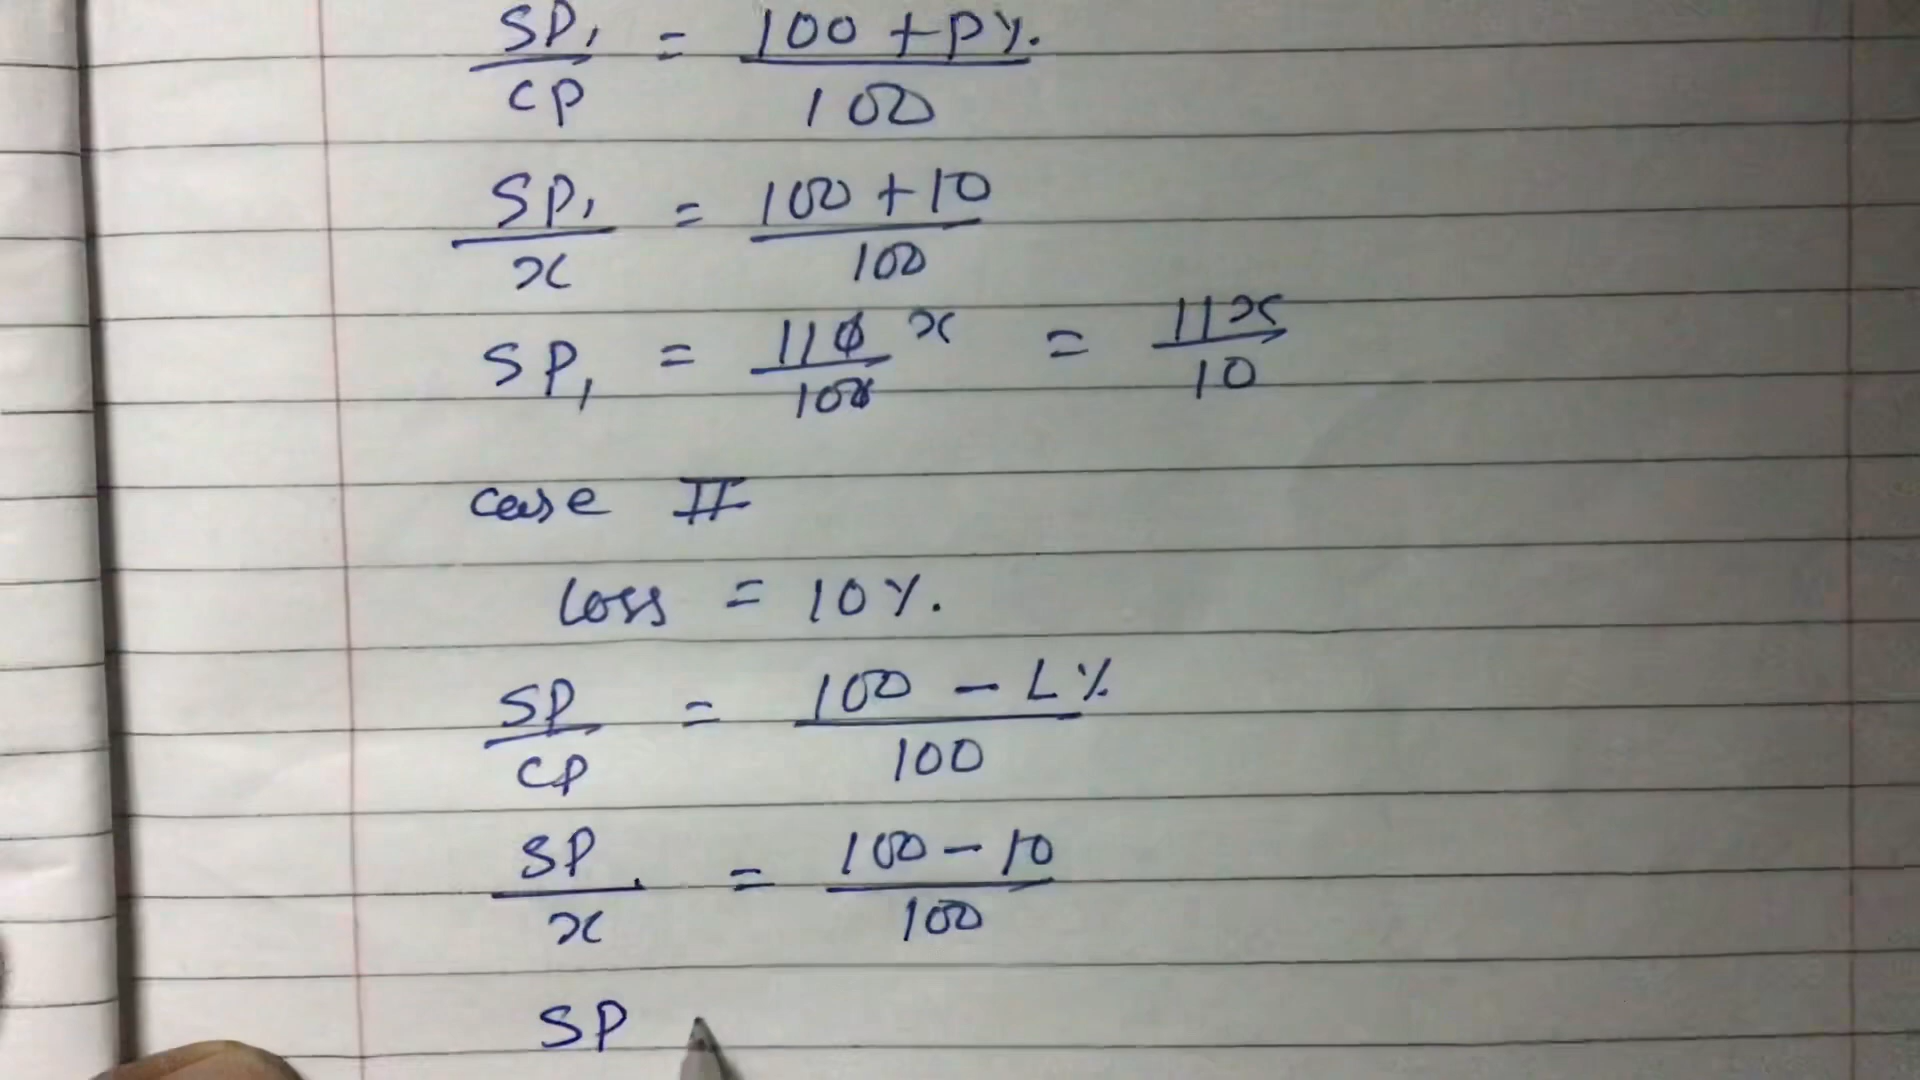 SP₁/CP = 100 + P%/100
SP₁/x = 100 + 10/100
SP₁ = 110/100 x = 11x/10
case II
loss = 10%.
SP/CP = 100 - L%/100
SP/x = 100 - 10/100
SP